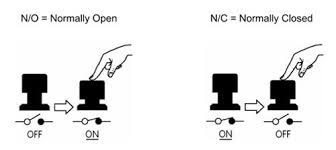 N/O = Normally Open
N/C = Normally Closed
OFF
ON
ON
OFF